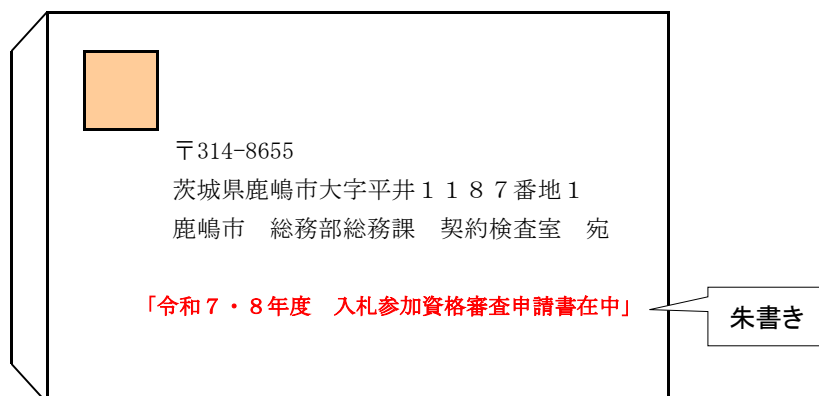 〒314-8655
茨城県鹿嶋市大字平井１１８７番地１
鹿嶋市　総務部総務課　契約検査室　宛
「令和７・８年度　入札参加資格審査申請書在中」
朱書き